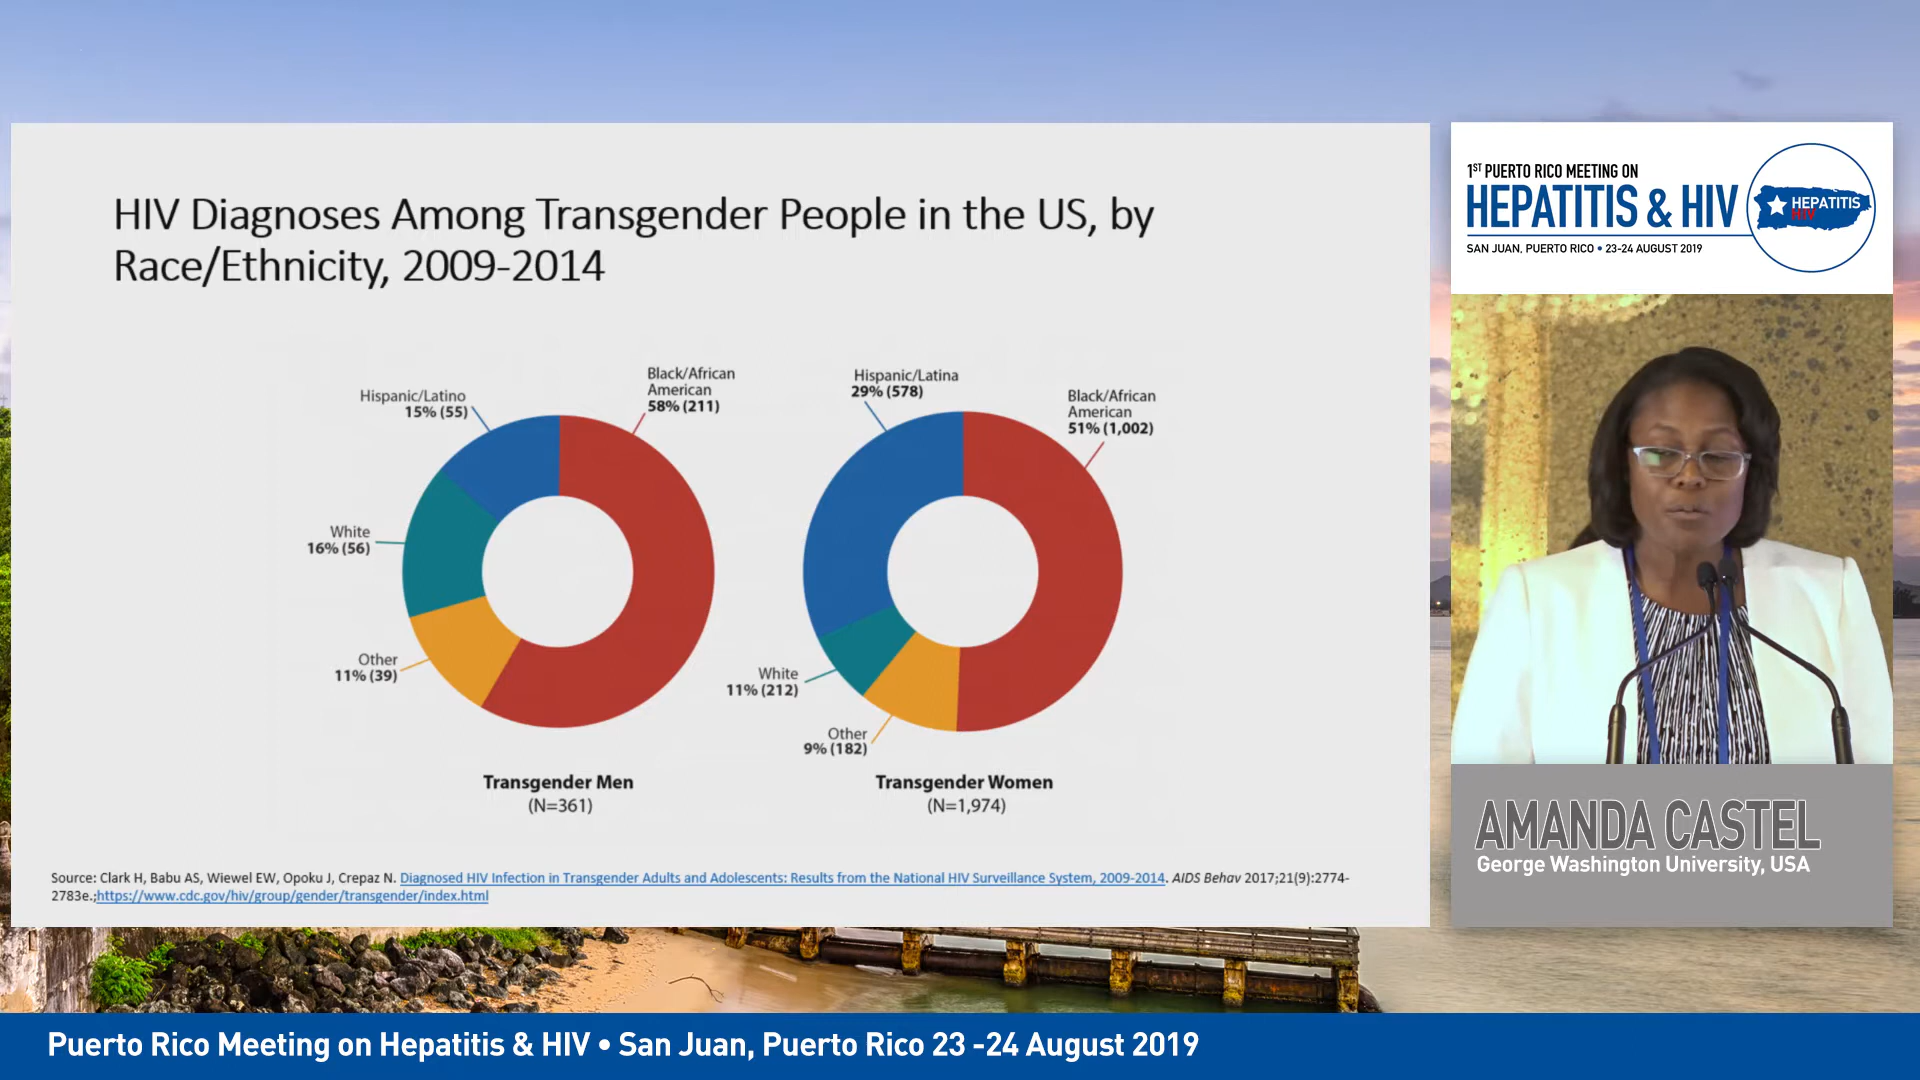 HIV Diagnoses Among Transgender People in the US, by
Race/Ethnicity, 2009-2014
Hispanic/Latino
15% (55)
Black/African
American
58% (211)
White
16% (56)
Other
11% (39)
Transgender Men
(N=361)
Hispanic/Latina
29% (578)
Black/African
American
51% (1,002)
White
11% (212)
Other
9% (182)
Transgender Women
(N=1,974)
Source: Clark H, Babu AS, Wiewel EW, Opoku J, Crepaz N. Diagnosed HIV Infection in Transgender Adults and Adolescents: Results from the National HIV Surveillance System, 2009-2014. AIDS Behav 2017;21(9):2774-
2783e.;https://www.cdc.gov/hiv/group/gender/transgender/index.html
1ST PUERTO RICO MEETING ON
HEPATITIS & HIV
SAN JUAN, PUERTO RICO • 23-24 AUGUST 2019
HEPATITIS
HIV
AMANDA CASTEL
George Washington University, USA
Puerto Rico Meeting on Hepatitis & HIV • San Juan, Puerto Rico 23 -24 August 2019